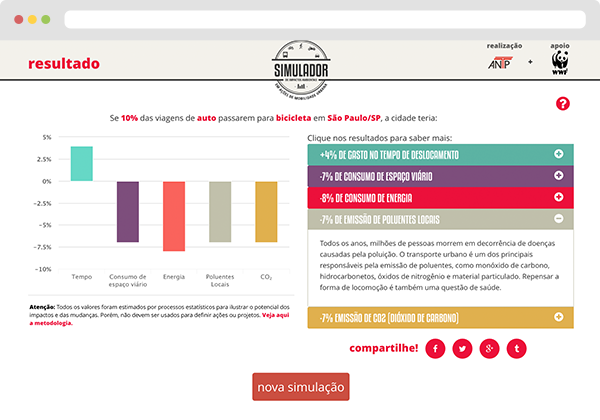 resultado
SIMULADOR
DE IMPACTOS AMBIENTAIS
EM AÇÕES DE MOBILIDADE URBANA
realização
apoio
ANTP
+
WWF
?
Se 10% das viagens de auto passarem para bicicleta em São Paulo/SP, a cidade teria:
5%
2.5%
0%
-2.5%
-5%
-7.5%
-10%
Tempo
Consumo de
espaço viário
Energia
Poluentes
Locais
CO₂
Atenção: Todos os valores foram estimados por processos estatísticos para ilustrar o potencial dos
impactos e das mudanças. Porém, não devem ser usados para definir ações ou projetos. Veja aqui
a metodologia.
Clique nos resultados para saber mais:
+4% DE GASTO NO TEMPO DE DESLOCAMENTO
-7% DE CONSUMO DE ESPAÇO VIÁRIO
-8% DE CONSUMO DE ENERGIA
-7% DE EMISSÃO DE POLUENTES LOCAIS
Todos os anos, milhões de pessoas morrem em decorrência de doenças
causadas pela poluição. O transporte urbano é um dos principais
responsáveis pela emissão de poluentes, como monóxido de carbono,
hidrocarbonetos, óxidos de nitrogênio e material particulado. Repensar a
forma de locomoção é também uma questão de saúde.
-7% EMISSÃO DE CO2 (DIÓXIDO DE CARBONO)
compartilhe!
nova simulação